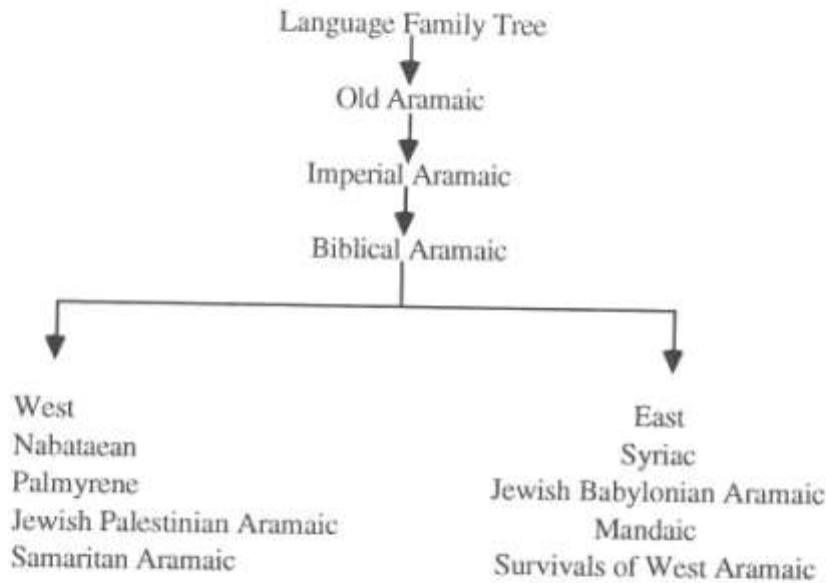 Language Family Tree
Old Aramaic
Imperial Aramaic
Biblical Aramaic
West
Nabataean
Palmyrene
Jewish Palestinian Aramaic
Samaritan Aramaic
East
Syriac
Jewish Babylonian Aramaic
Mandaic
Survivals of West Aramaic